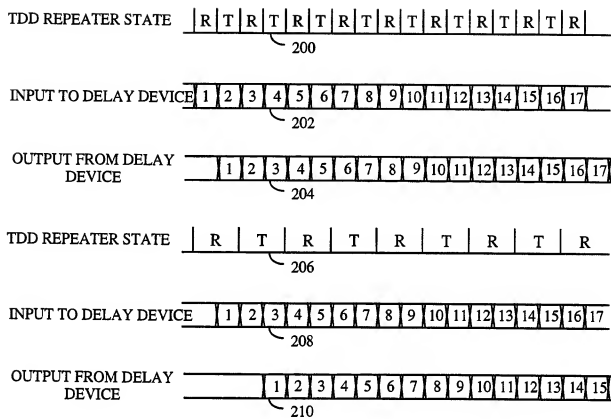 TDD REPEATER STATE R T R T R T R T R T R T R T R T R
200
INPUT TO DELAY DEVICE 1 2 3 4 5 6 7 8 9 10 11 12 13 14 15 16 17
202
OUTPUT FROM DELAY DEVICE 1 2 3 4 5 6 7 8 9 10 11 12 13 14 15 16 17
204
TDD REPEATER STATE R T R T R T R T R
206
INPUT TO DELAY DEVICE 1 2 3 4 5 6 7 8 9 10 11 12 13 14 15 16 17
208
OUTPUT FROM DELAY DEVICE 1 2 3 4 5 6 7 8 9 10 11 12 13 14 15
210